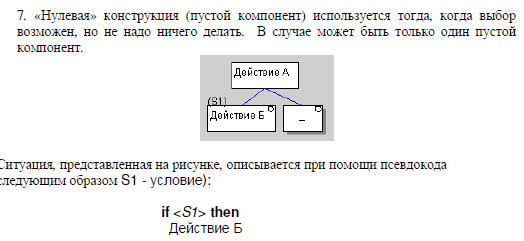 7. «Нулевая» конструкция (пустой компонент) используется тогда, когда выбор
возможен, но не надо ничего делать. В случае может быть только один пустой
компонент.
Действие А
(S1)
Действие Б
–
Ситуация, представленная на рисунке, описывается при помощи псевдокода
следующим образом S1 - условие):
if <S1> then
Действие Б